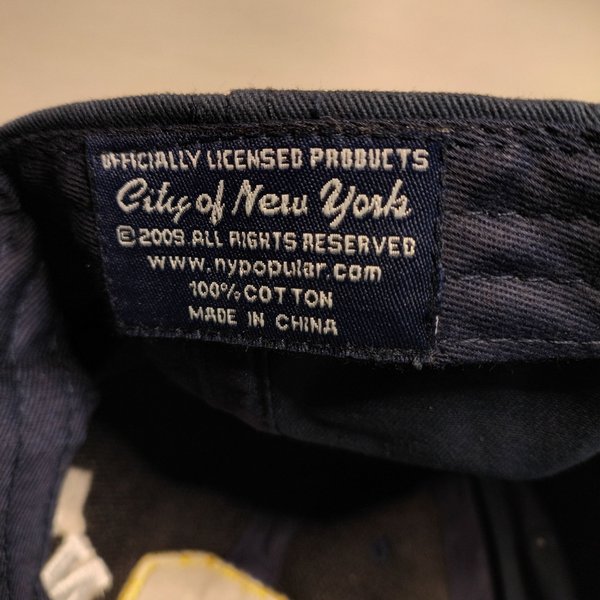 OFFICIALLY LICENSED PRODUCTS
City of New York
©2009.ALL RIGHTS RESERVED
www.nypopular.com
100% COTTON
MADE IN CHINA